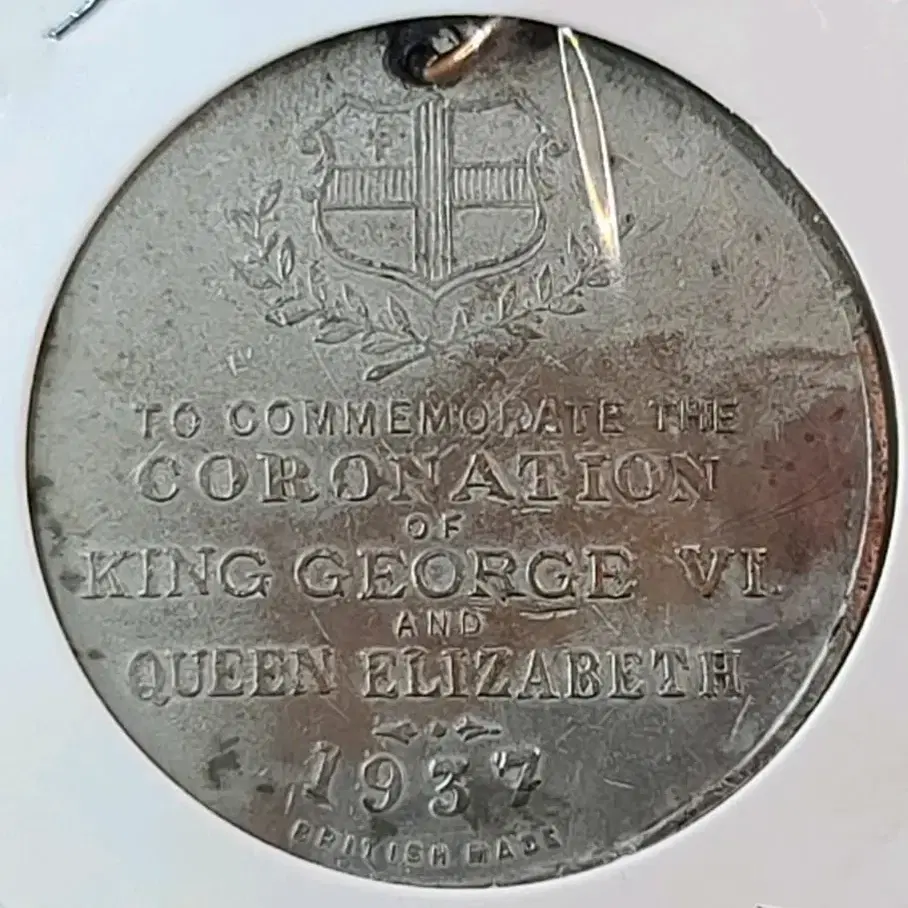 TO COMMEMORATE THE
CORONATION
OF
KING GEORGE VI.
AND
QUEEN ELIZABETH
1937
BRITISH MADE